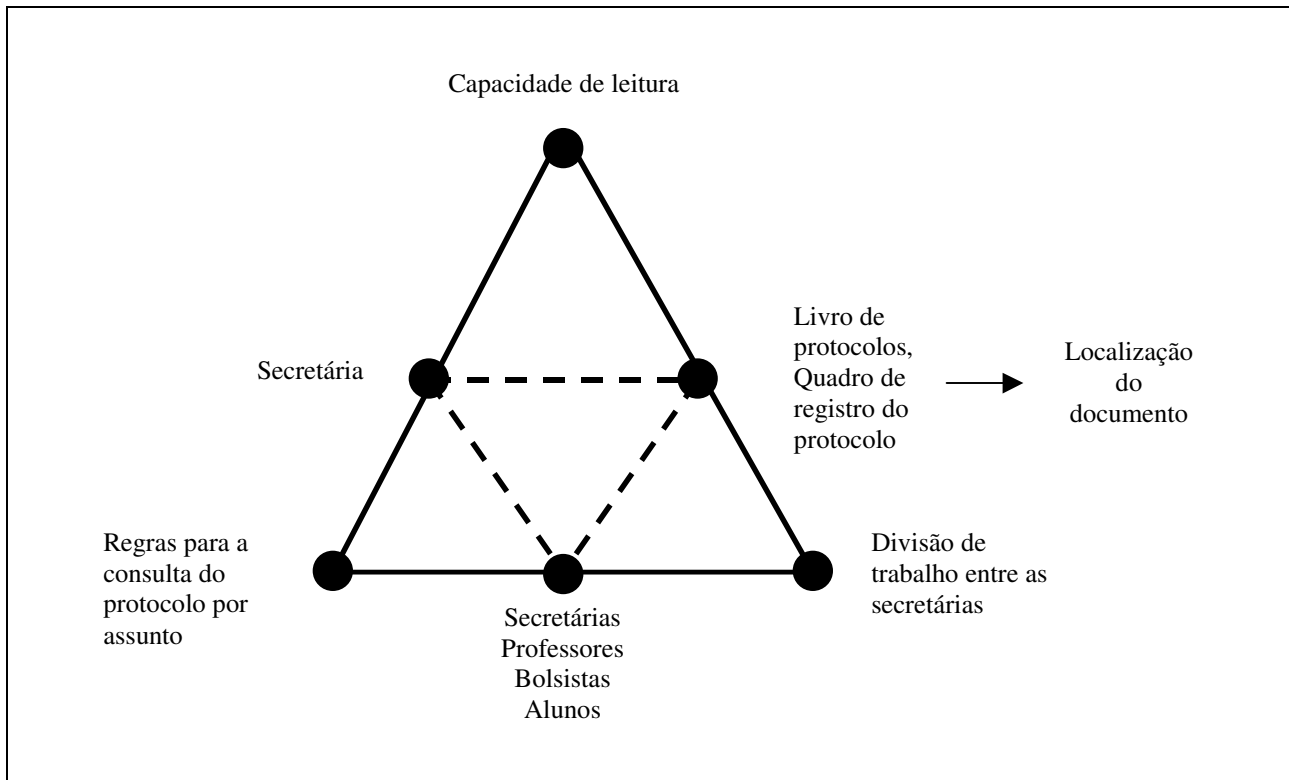 Capacidade de leitura
Secretária
Livro de
protocolos,
Quadro de
registro do
protocolo
Localização
do
documento
Regras para a
consulta do
protocolo por
assunto
Secretárias
Professores
Bolsistas
Alunos
Divisão de
trabalho entre as
secretárias